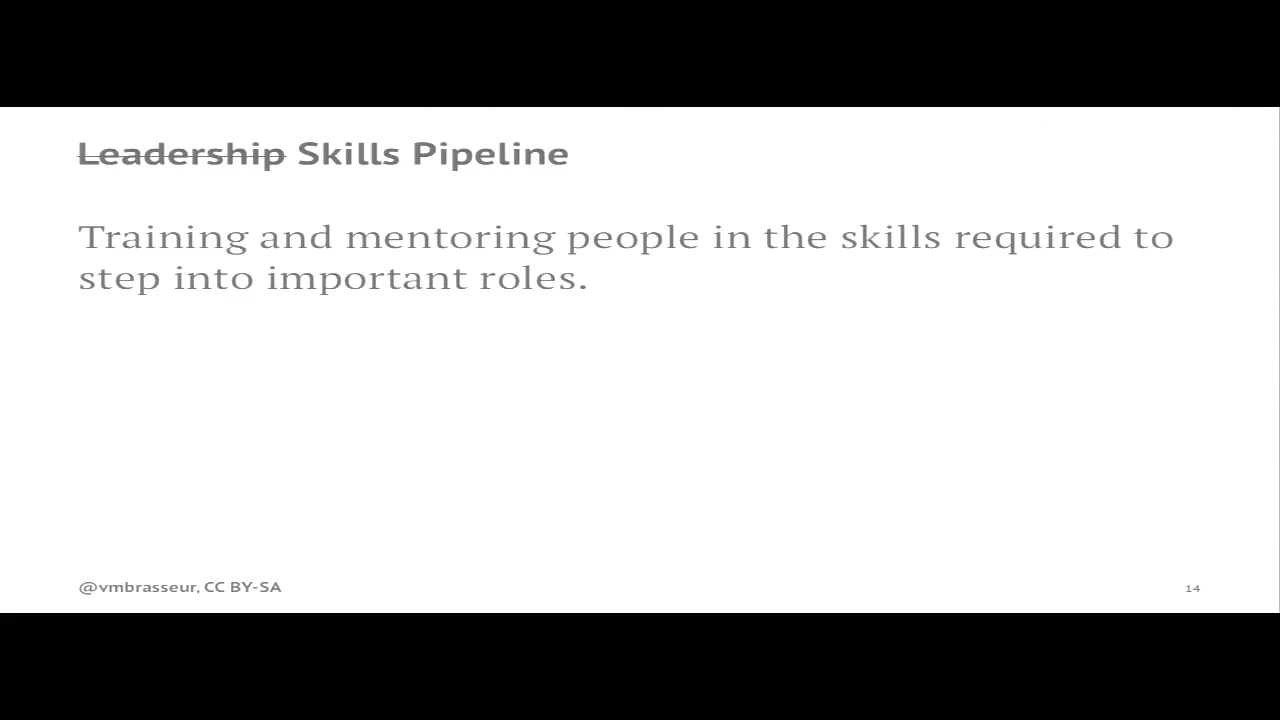 Leadership Skills Pipeline
Training and mentoring people in the skills required to
step into important roles.
@vmbrasseur, CC BY-SA
14